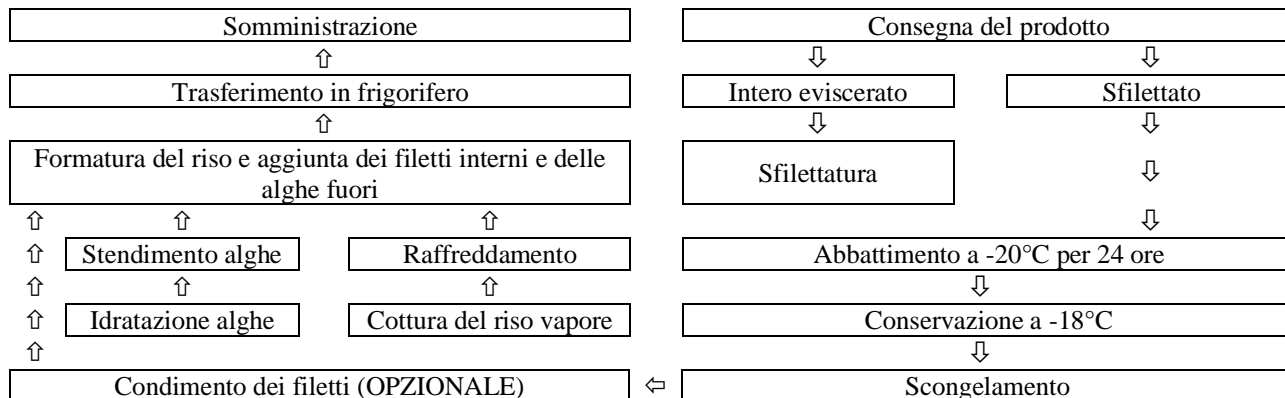 Somministrazione
Consegna del prodotto
Trasferimento in frigorifero
Intero eviscerato
Sfilettato
Formatura del riso e aggiunta dei filetti interni e delle
alghe fuori
Sfilettatura
Stendimento alghe
Raffreddamento
Abbattimento a -20°C per 24 ore
Idratazione alghe
Cottura del riso vapore
Conservazione a -18°C
Condimento dei filetti (OPZIONALE)
Scongelamento